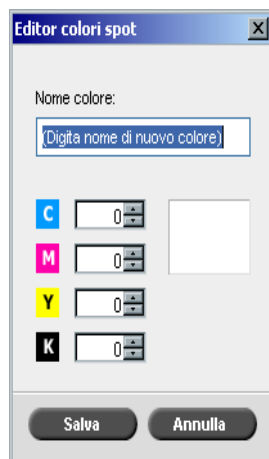 Editor colori spot
Nome colore:
(Digita nome di nuovo colore)
C 0
M 0
Y 0
K 0
Salva Annulla